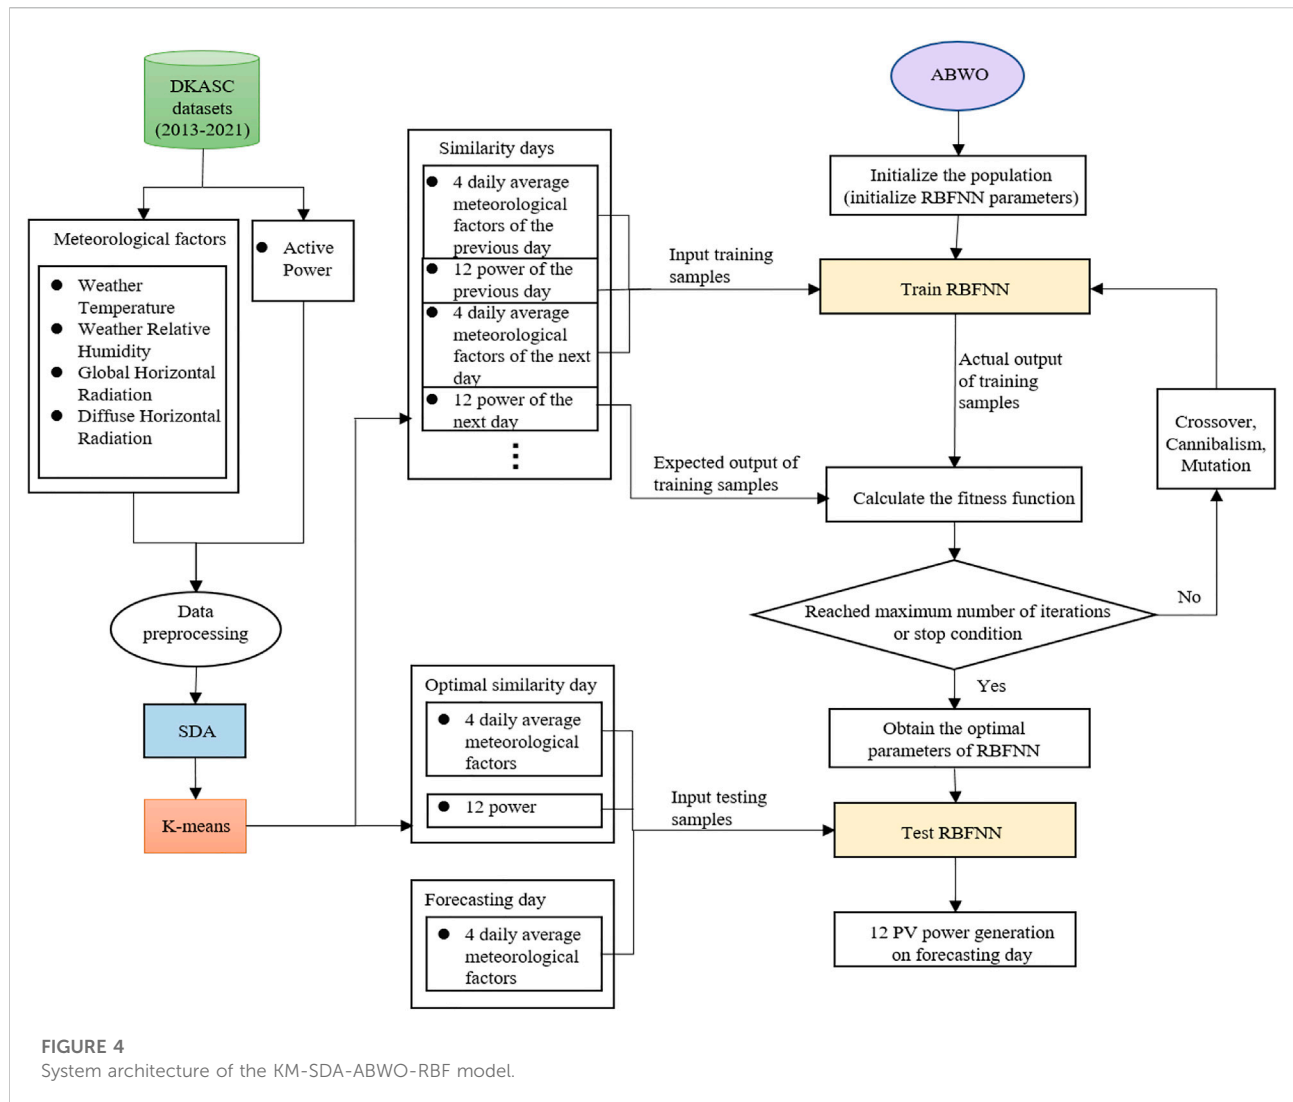 DKASC
datasets
(2013-2021)
Meteorological factors
● Weather
Temperature
● Weather Relative
Humidity
● Global Horizontal
Radiation
● Diffuse Horizontal
Radiation
● Active
Power
Data
preprocessing
SDA
K-means
Similarity days
● 4 daily average
meteorological
factors of the
previous day
● 12 power of the
previous day
● 4 daily average
meteorological
factors of the next
day
● 12 power of the
next day
⋮
Input training
samples
Expected output of
training samples
Optimal similarity day
● 4 daily average
meteorological
factors
● 12 power
Forecasting day
● 4 daily average
meteorological
factors
Input testing
samples
ABWO
Initialize the population
(initialize RBFNN parameters)
Train RBFNN
Actual output
of training
samples
Calculate the fitness function
Reached maximum number of iterations
or stop condition
No
Crossover,
Cannibalism,
Mutation
Yes
Obtain the optimal
parameters of RBFNN
Test RBFNN
12 PV power generation
on forecasting day
FIGURE 4
System architecture of the KM-SDA-ABWO-RBF model.